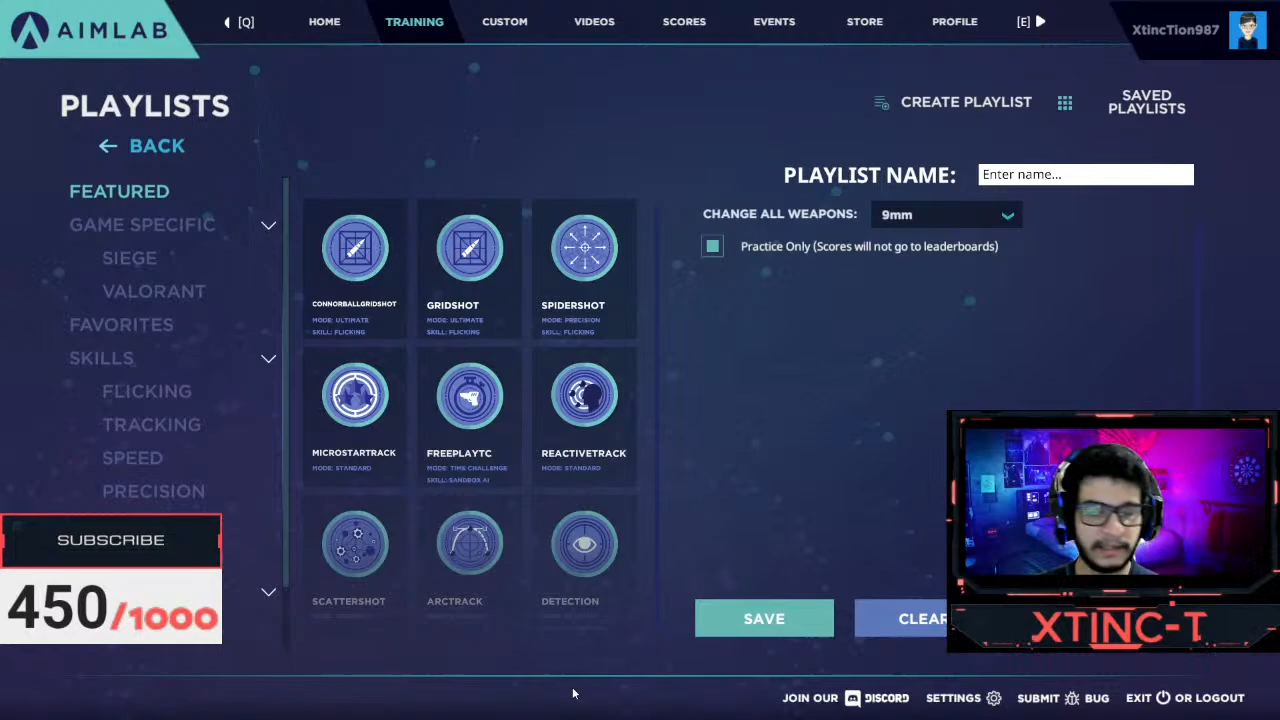 AIMLAB
[Q]
HOME
TRAINING
CUSTOM
VIDEOS
SCORES
EVENTS
STORE
PROFILE
[E]
XtincTion987
PLAYLISTS
BACK
CREATE PLAYLIST
SAVED
PLAYLISTS
FEATURED
GAME SPECIFIC
SIEGE
VALORANT
FAVORITES
SKILLS
FLICKING
TRACKING
SPEED
PRECISION
PLAYLIST NAME:
Enter name...
CHANGE ALL WEAPONS:
9mm
Practice Only (Scores will not go to leaderboards)
CONNORBALLGRIDSHOT
MODE: ULTIMATE
SKILL: FLICKING
GRIDSHOT
MODE: ULTIMATE
SKILL: FLICKING
SPIDERSHOT
MODE: PRECISION
SKILL: FLICKING
MICROSTARTRACK
MODE: STANDARD
FREEPLAYTC
MODE: TIME CHALLENGE
SKILL: SANDBOX AI
REACTIVETRACK
MODE: STANDARD
SCATTERSHOT
ARCTRACK
DETECTION
SUBSCRIBE
450/1000
SAVE
CLEAR
XTINC-T
JOIN OUR DISCORD
SETTINGS
SUBMIT BUG
EXIT OR LOGOUT